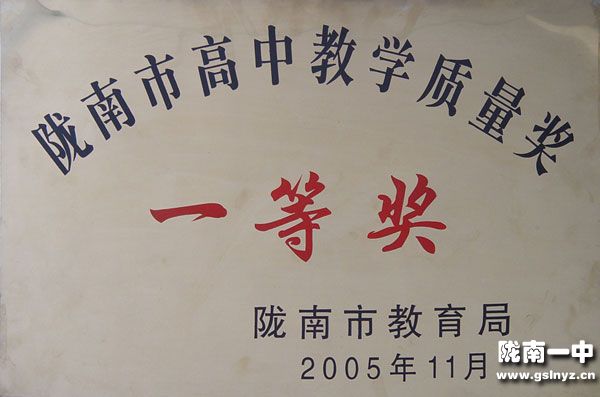 陇南市高中教学质量奖
一等奖
陇南市教育局
2005年11月
陇南一中
www.gslnyz.cn